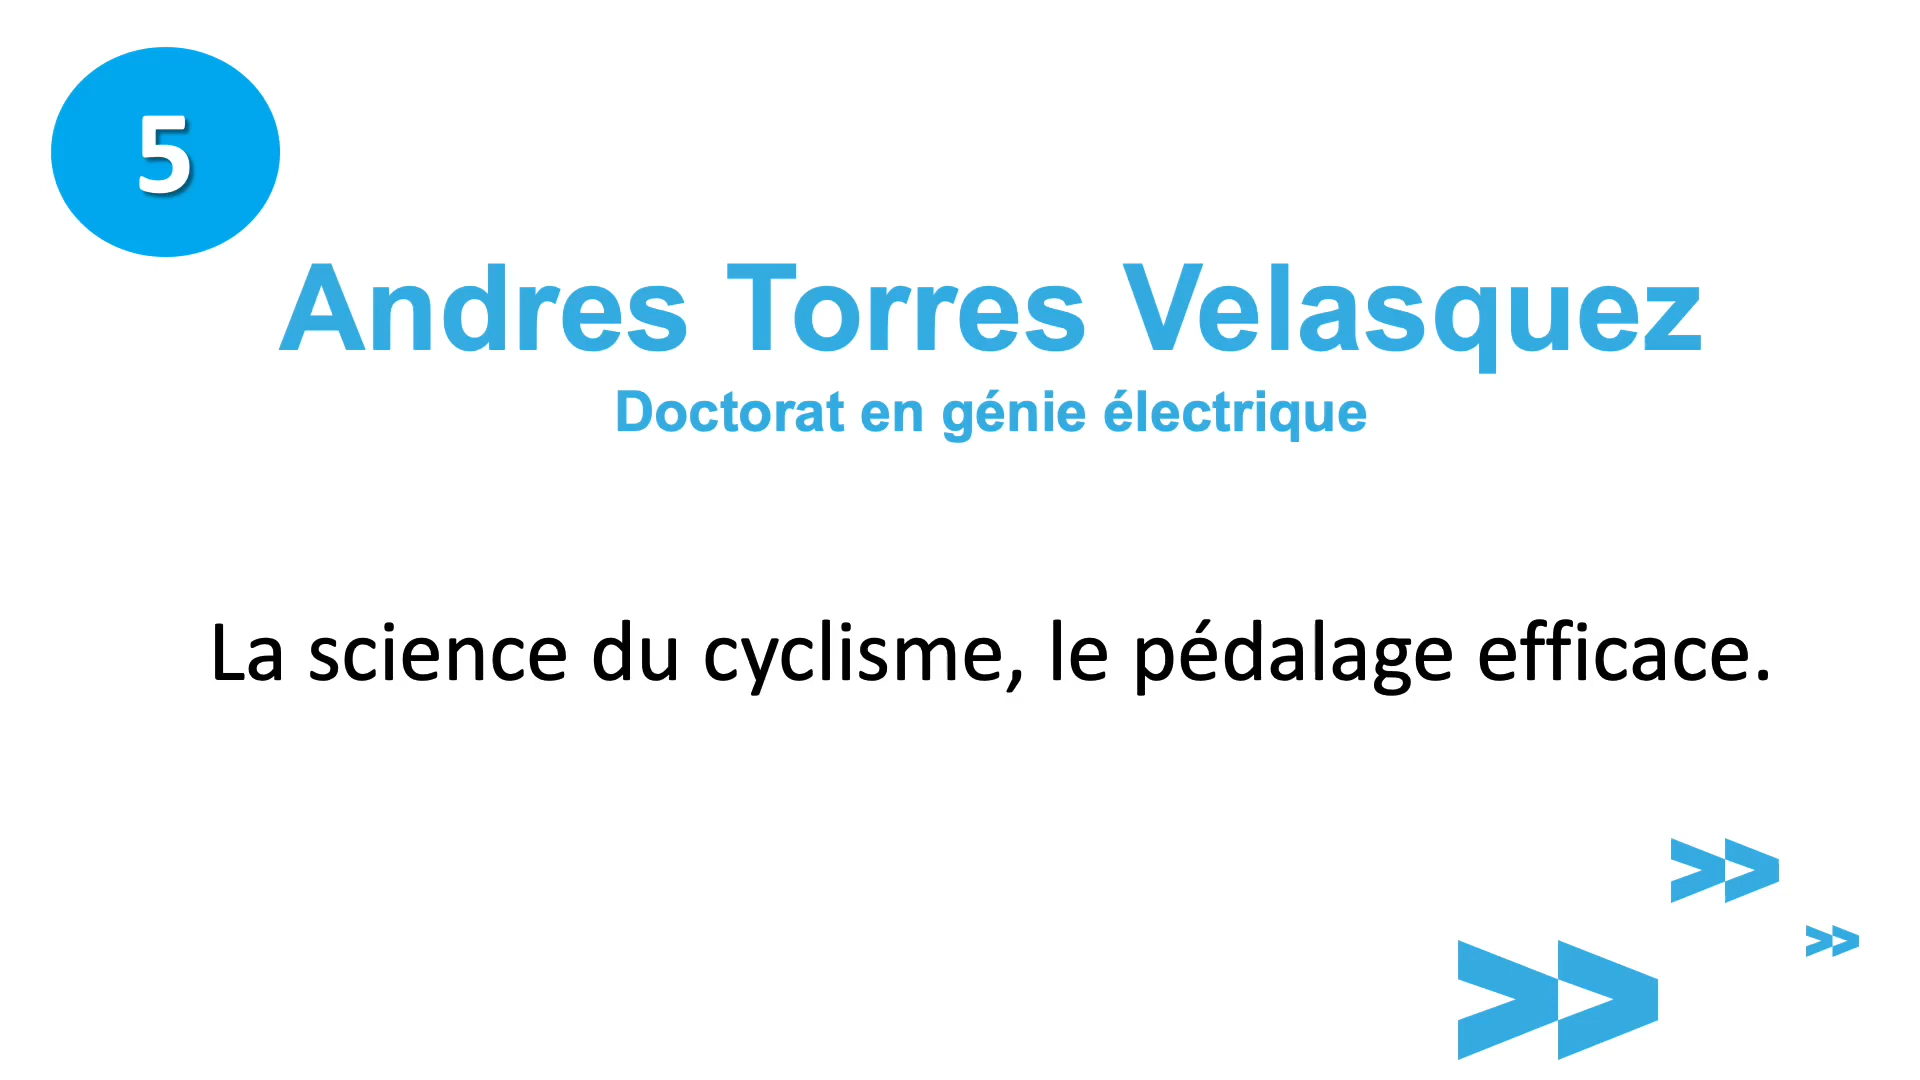 5
Andres Torres Velasquez
Doctorat en génie électrique
La science du cyclisme, le pédalage efficace.